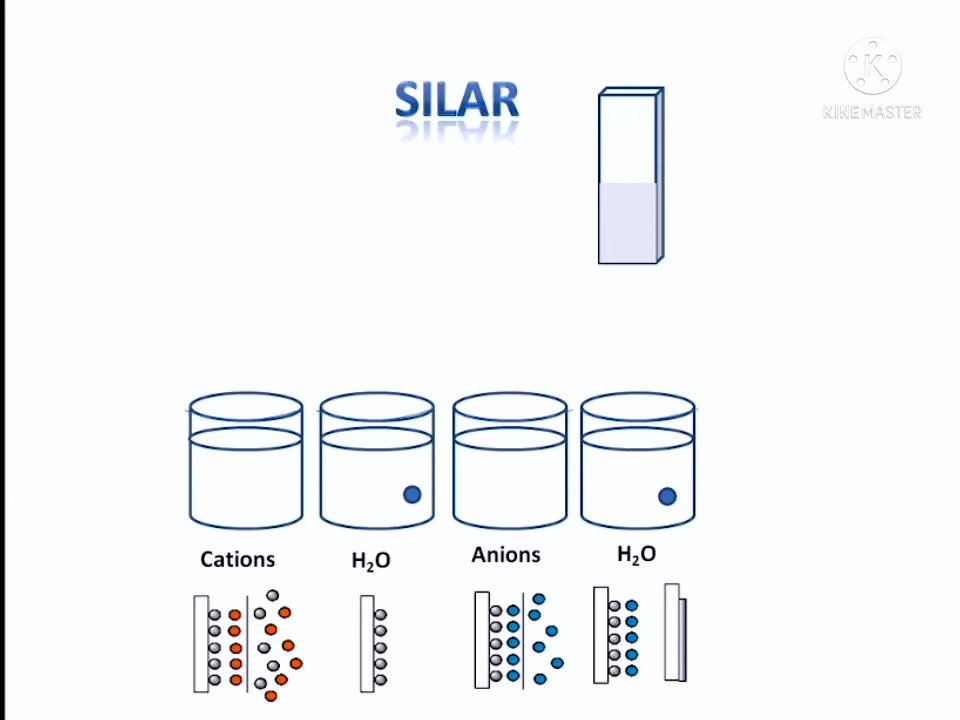 SILAR
K
KINEMASTER
Cations
H₂O
Anions
H₂O